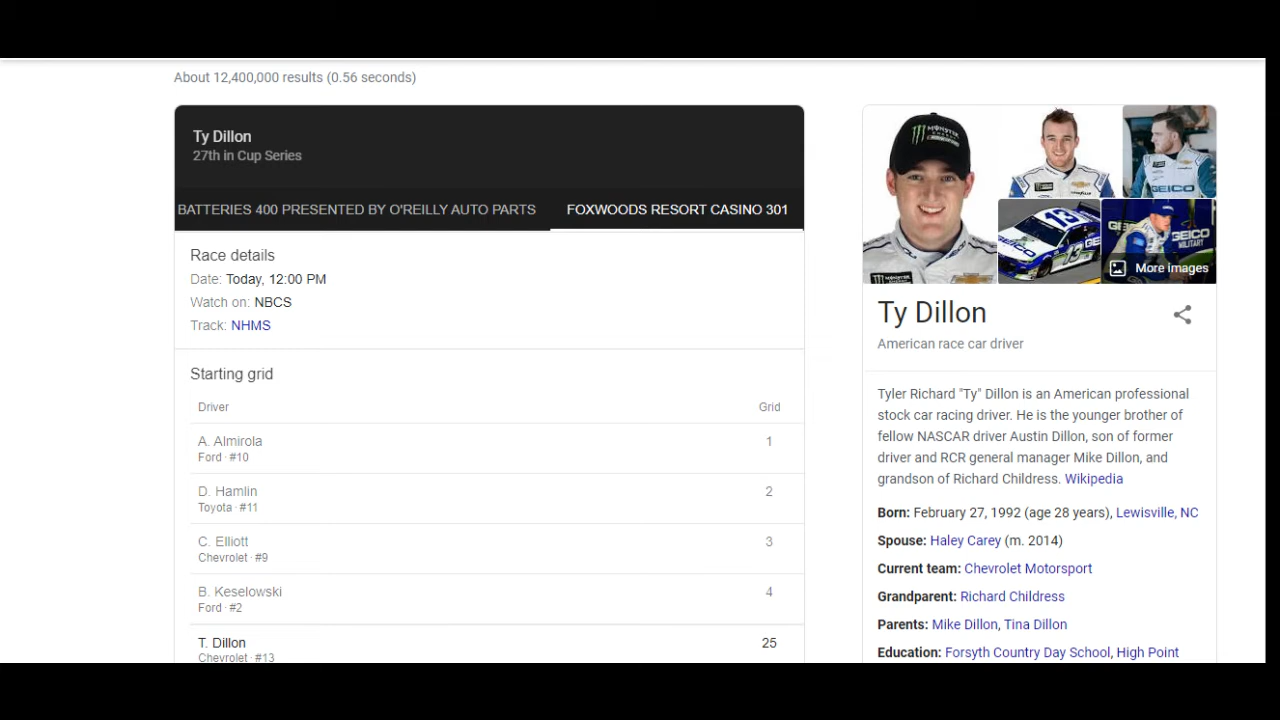 About 12,400,000 results (0.56 seconds)
Ty Dillon
27th in Cup Series
BATTERIES 400 PRESENTED BY O'REILLY AUTO PARTS
FOXWOODS RESORT CASINO 301
Race details
Date: Today, 12:00 PM
Watch on: NBCS
Track: NHMS
Starting grid
Driver Grid
A. Almirola 1
Ford · #10
D. Hamlin 2
Toyota · #11
C. Elliott 3
Chevrolet · #9
B. Keselowski 4
Ford · #2
T. Dillon 25
Chevrolet · #13
MONSTER
GEICO
13
GEICO
GEICO
MILITARY
More images
Ty Dillon
American race car driver
Tyler Richard "Ty" Dillon is an American professional
stock car racing driver. He is the younger brother of
fellow NASCAR driver Austin Dillon, son of former
driver and RCR general manager Mike Dillon, and
grandson of Richard Childress. Wikipedia
Born: February 27, 1992 (age 28 years), Lewisville, NC
Spouse: Haley Carey (m. 2014)
Current team: Chevrolet Motorsport
Grandparent: Richard Childress
Parents: Mike Dillon, Tina Dillon
Education: Forsyth Country Day School, High Point